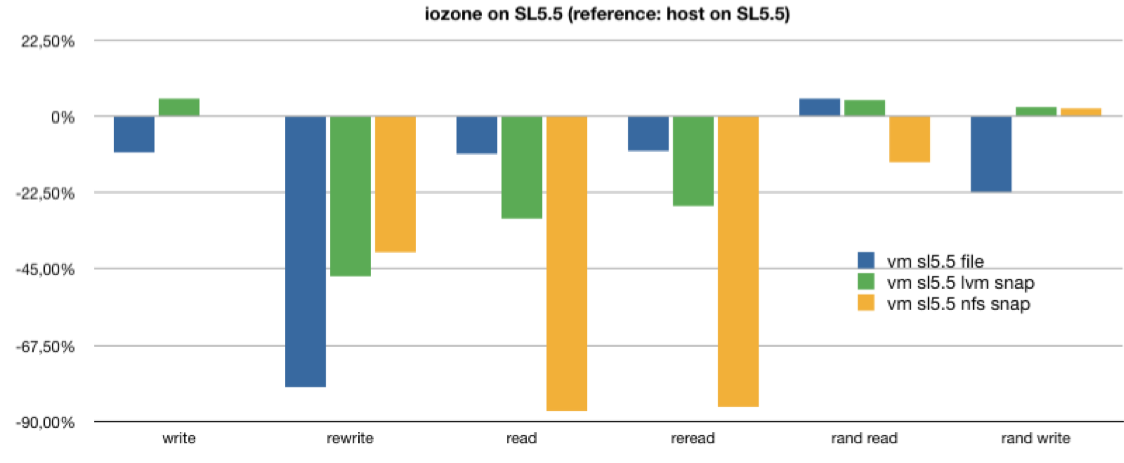 iozone on SL5.5 (reference: host on SL5.5)
22,50%
0%
-22,50%
-45,00%
-67,50%
-90,00%
vm sl5.5 file
vm sl5.5 lvm snap
vm sl5.5 nfs snap
write rewrite read reread rand read rand write